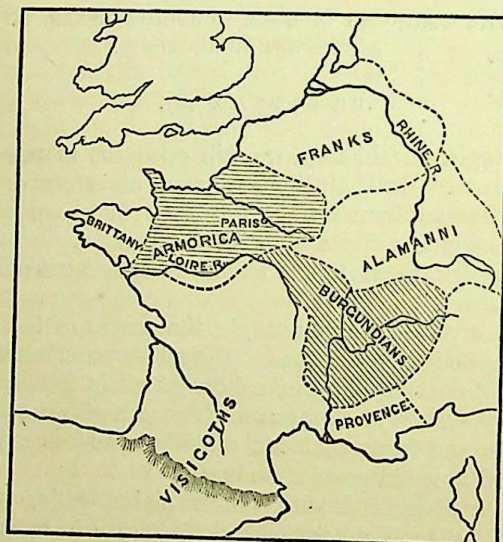 FRANKS
RHINE R.
BRITTANY
PARIS
ARMORICA
LOIRE R.
ALAMANNI
BURGUNDIANS
PROVENCE
VISIGOTHS